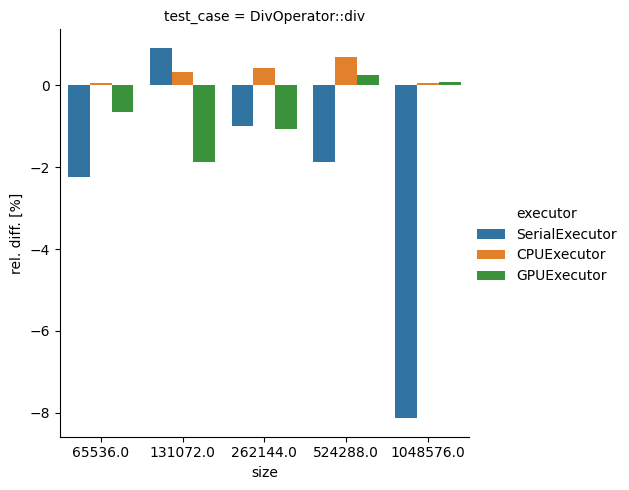 test_case = DivOperator::div
rel. diff. [%]
0
−2
−4
−6
−8
65536.0 131072.0 262144.0 524288.0 1048576.0
size
executor
SerialExecutor
CPUExecutor
GPUExecutor